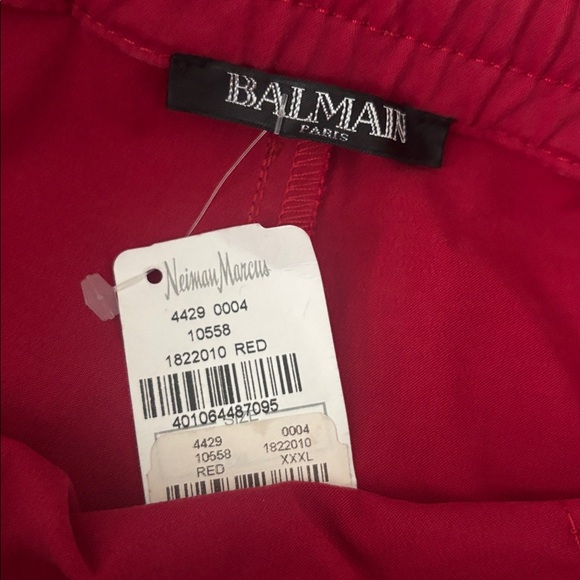 BALMAIN
PARIS
Neiman Marcus
4429 0004
10558
1822010 RED
401064487095
SIZE
4429 0004
10558 1822010
RED XXXL